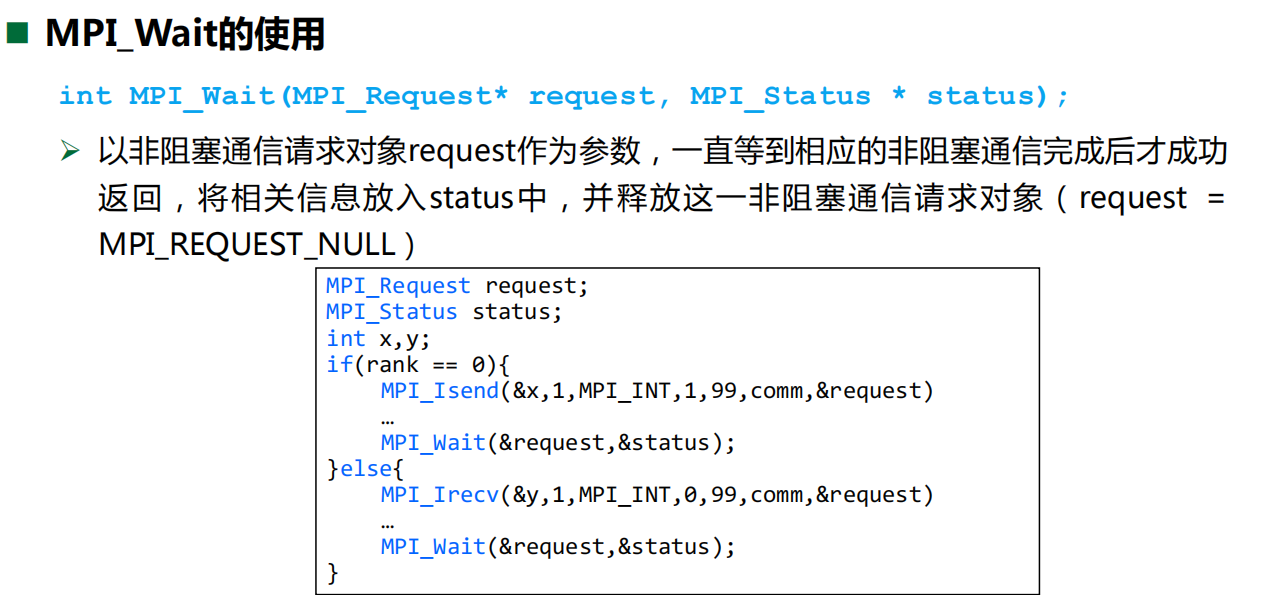 MPI_Wait的使用
int MPI_Wait(MPI_Request* request, MPI_Status * status);
以非阻塞通信请求对象request作为参数，一直等到相应的非阻塞通信完成后才成功
返回，将相关信息放入status中，并释放这一非阻塞通信请求对象（request =
MPI_REQUEST_NULL）
MPI_Request request;
MPI_Status status;
int x,y;
if(rank == 0){
    MPI_Isend(&x,1,MPI_INT,1,99,comm,&request)
    …
    MPI_Wait(&request,&status);
}else{
    MPI_Irecv(&y,1,MPI_INT,0,99,comm,&request)
    …
    MPI_Wait(&request,&status);
}